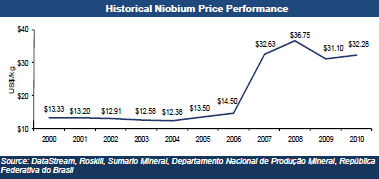 Historical Niobium Price Performance
$40
$30
$20
$10
US$/kg
$13.33 $13.20 $12.91 $12.58 $12.38 $13.50 $14.50 $32.63 $36.75 $31.10 $32.28
2000 2001 2002 2003 2004 2005 2006 2007 2008 2009 2010
Source: DataStream, Roskill, Sumario Mineral, Departamento Nacional de Produção Mineral, República
Federativa do Brasil